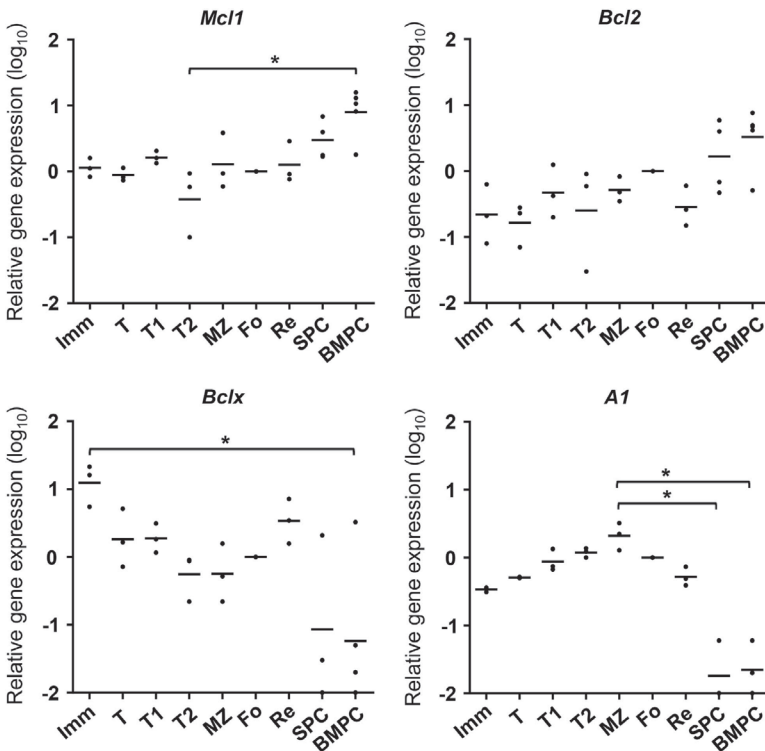 Mcl1
Relative gene expression (log10)
2
1
0
-1
-2
*
Imm T T1 T2 MZ Fo Re SPC BMPC
Bcl2
Relative gene expression (log10)
2
1
0
-1
-2
Imm T T1 T2 MZ Fo Re SPC BMPC
Bclx
Relative gene expression (log10)
2
1
0
-1
-2
*
Imm T T1 T2 MZ Fo Re SPC BMPC
A1
Relative gene expression (log10)
2
1
0
-1
-2
*
*
Imm T T1 T2 MZ Fo Re SPC BMPC